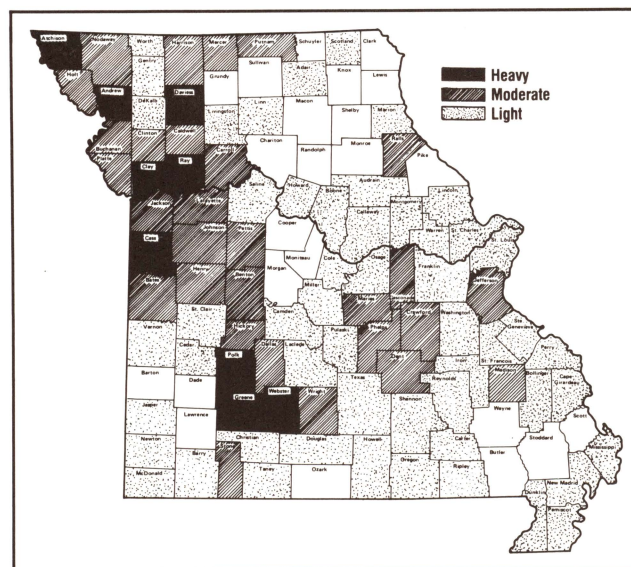 Heavy
Moderate
Light
Atchison
Nodaway
Worth
Harrison
Mercer
Putnam
Schuyler
Scotland
Clark
Gentry
Sullivan
Adair
Knox
Lewis
Holt
Andrew
DeKalb
Daviess
Grundy
Livingston
Linn
Macon
Shelby
Marion
Buchanan
Clinton
Caldwell
Carroll
Chariton
Randolph
Monroe
Ralls
Pike
Platte
Clay
Ray
Saline
Howard
Boone
Audrain
Lincoln
Jackson
Lafayette
Cooper
Callaway
Montgomery
Warren
St. Charles
St. Louis
Cass
Johnson
Pettis
Moniteau
Cole
Osage
Franklin
Jefferson
Bates
Henry
Benton
Morgan
Miller
Maries
Crawford
Washington
Ste Genevieve
St. Clair
Hickory
Camden
Pulaski
Phelps
Dent
Iron
St. Francois
Perry
Vernon
Cedar
Polk
Dallas
Laclede
Texas
Reynolds
Madison
Bollinger
Cape Girardeau
Barton
Dade
Greene
Webster
Wright
Shannon
Wayne
Scott
Jasper
Lawrence
Christian
Douglas
Howell
Carter
Butler
Stoddard
Mississippi
Newton
Barry
Stone
Taney
Ozark
Oregon
Ripley
New Madrid
McDonald
Dunklin
Pemiscot